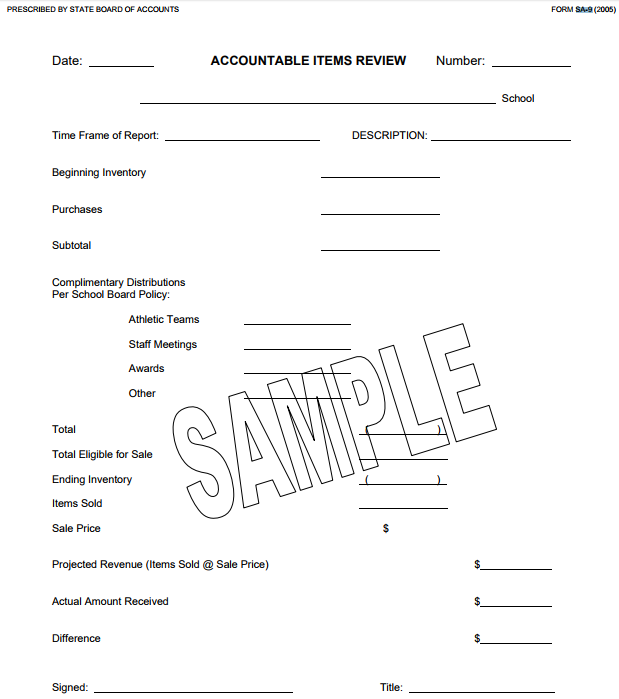 PRESCRIBED BY STATE BOARD OF ACCOUNTS FORM SA-9 (2005)
Date: ACCOUNTABLE ITEMS REVIEW Number:
School
Time Frame of Report: DESCRIPTION:
Beginning Inventory
Purchases
Subtotal
Complimentary Distributions
Per School Board Policy:
Athletic Teams
Staff Meetings
Awards
Other
SAMPLE
Total ( )
Total Eligible for Sale
Ending Inventory ( )
Items Sold
Sale Price $
Projected Revenue (Items Sold @ Sale Price) $
Actual Amount Received $
Difference $
Signed: Title: